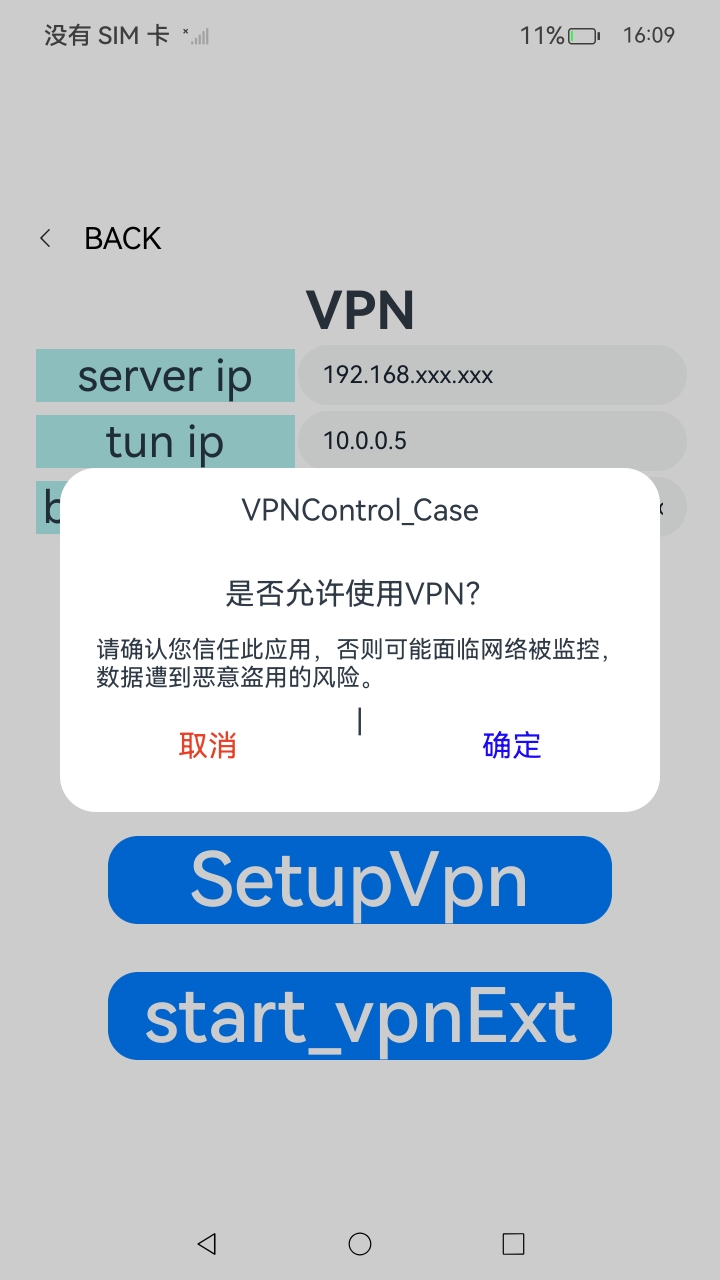 没有 SIM 卡
11%
16:09
BACK
VPN
server ip
192.168.xxx.xxx
tun ip
10.0.0.5
VPNControl_Case
是否允许使用VPN?
请确认您信任此应用，否则可能面临网络被监控，
数据遭到恶意盗用的风险。
取消 | 确定
SetupVpn
start_vpnExt